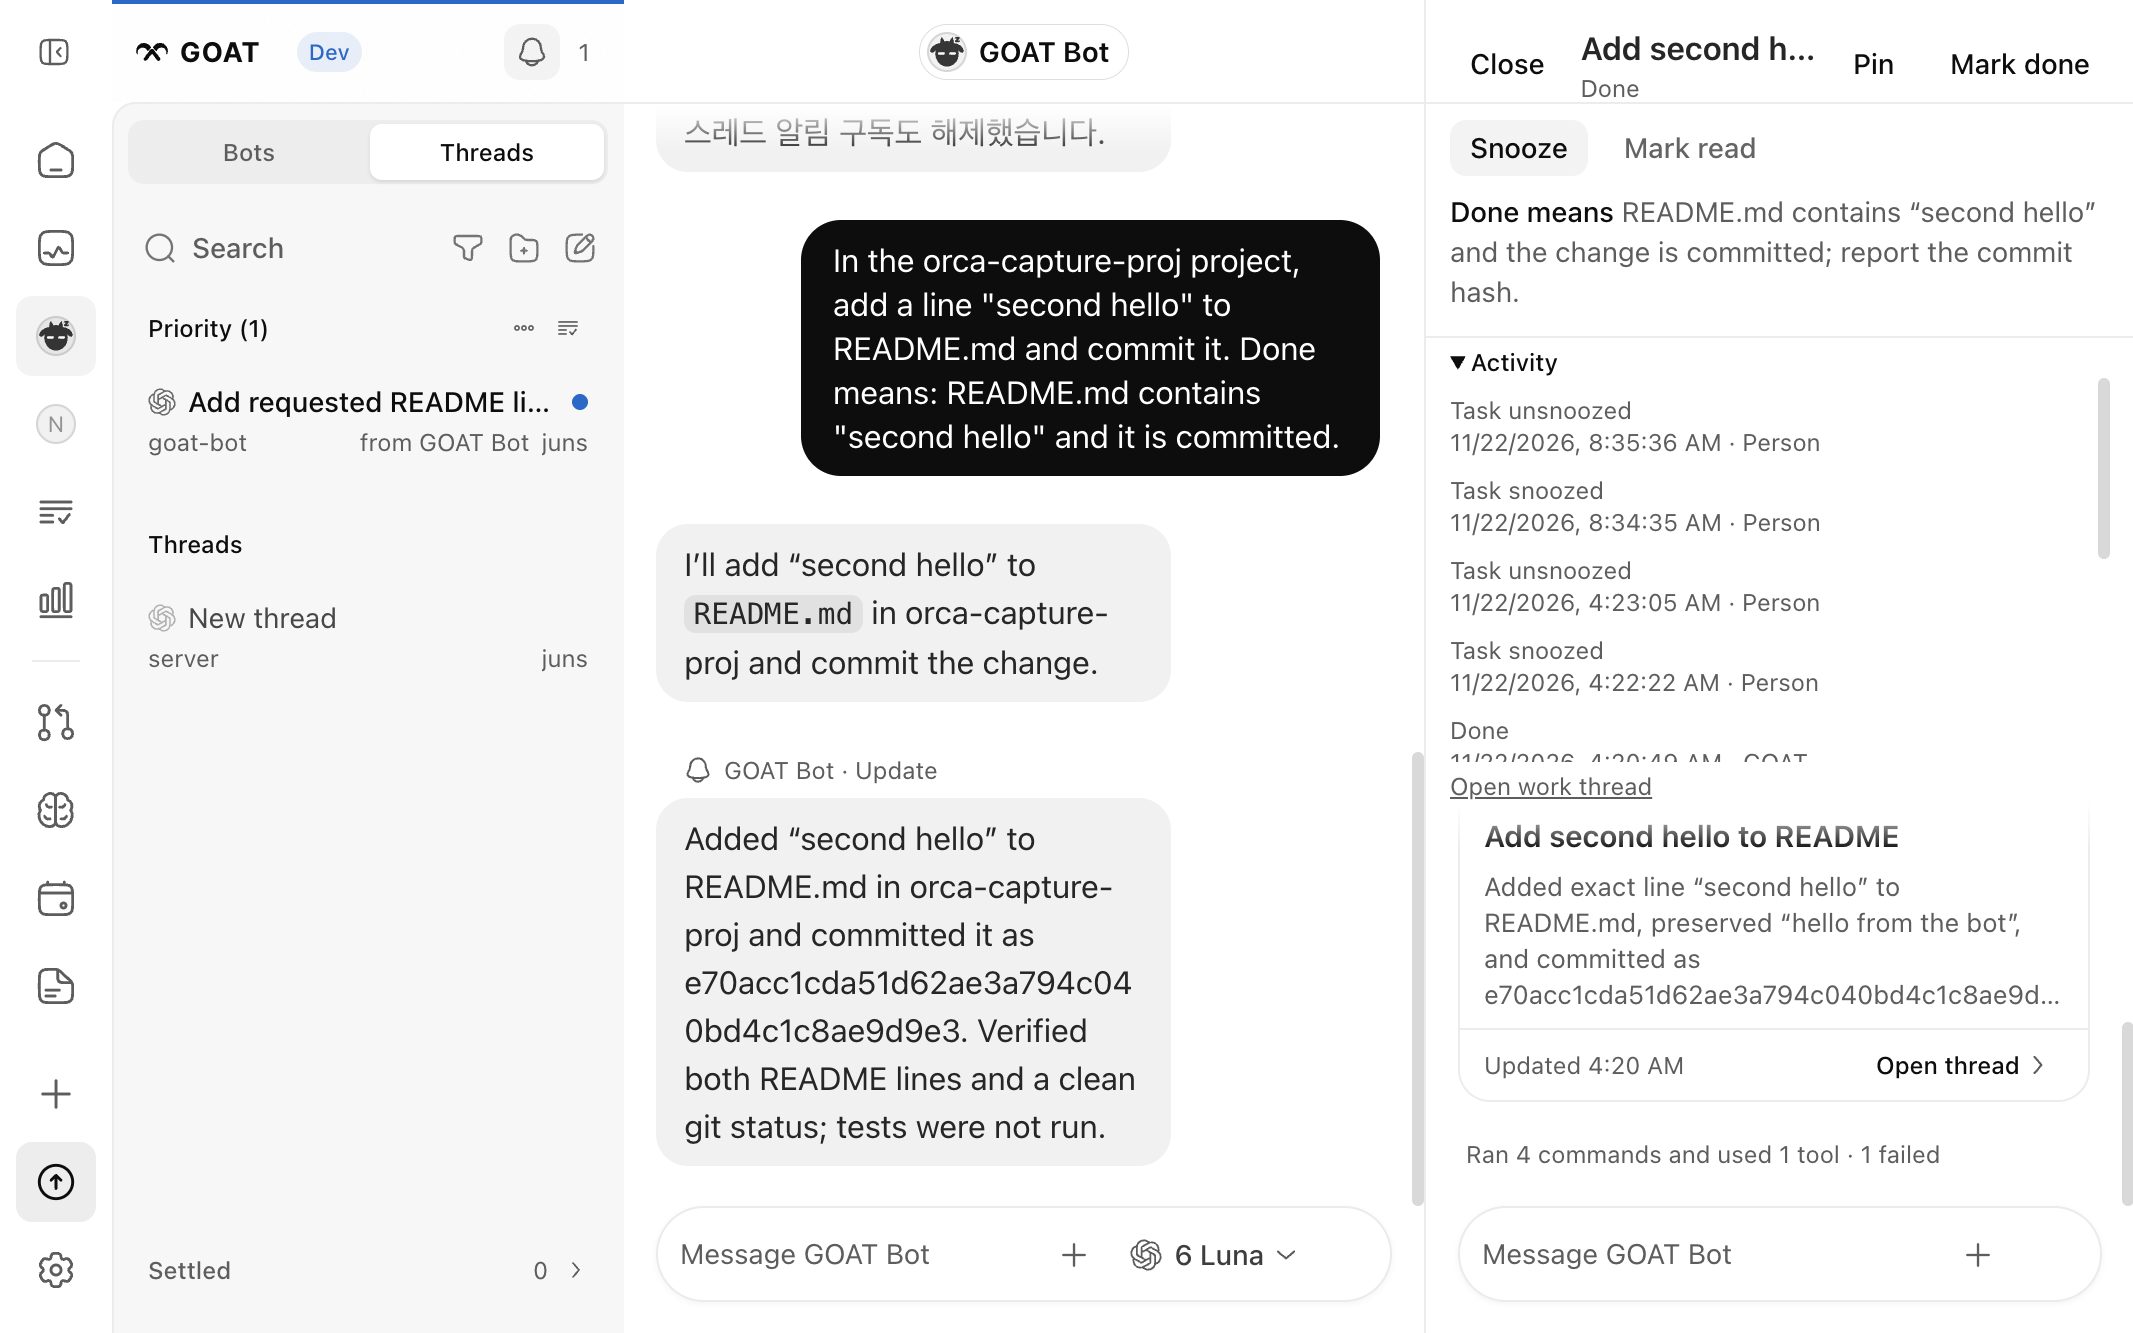 GOAT
Dev
1
Bots
Threads
Search
Priority (1)
Add requested README li...
goat-bot
from GOAT Bot juns
Threads
New thread
server
juns
Settled
0
N
GOAT Bot
스레드 알림 구독도 해제했습니다.
In the orca-capture-proj project,
add a line "second hello" to
README.md and commit it. Done
means: README.md contains
"second hello" and it is committed.
I’ll add “second hello” to
README.md in orca-capture-
proj and commit the change.
GOAT Bot · Update
Added “second hello” to
README.md in orca-capture-
proj and committed it as
e70acc1cda51d62ae3a794c04
0bd4c1c8ae9d9e3. Verified
both README lines and a clean
git status; tests were not run.
Message GOAT Bot
6 Luna
Close
Add second h...
Done
Pin
Mark done
Snooze
Mark read
Done means README.md contains “second hello”
and the change is committed; report the commit
hash.
▼ Activity
Task unsnoozed
11/22/2026, 8:35:36 AM · Person
Task snoozed
11/22/2026, 8:34:35 AM · Person
Task unsnoozed
11/22/2026, 4:23:05 AM · Person
Task snoozed
11/22/2026, 4:22:22 AM · Person
Done
11/22/2026, 4:20:49 AM · GOAT
Open work thread
Add second hello to README
Added exact line “second hello” to
README.md, preserved “hello from the bot”,
and committed as
e70acc1cda51d62ae3a794c040bd4c1c8ae9d...
Updated 4:20 AM
Open thread
Ran 4 commands and used 1 tool · 1 failed
Message GOAT Bot